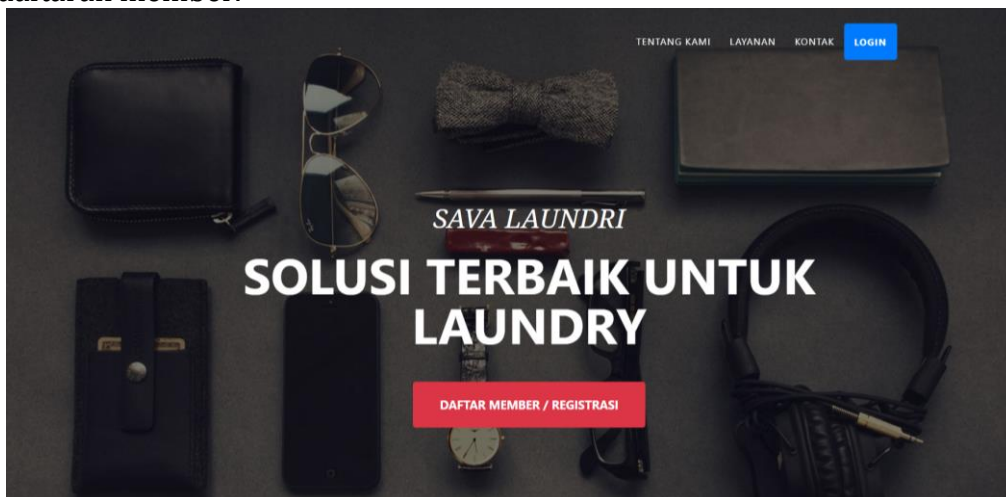 TENTANG KAMI LAYANAN KONTAK LOGIN
SAVA LAUNDRI
SOLUSI TERBAIK UNTUK
LAUNDRY
DAFTAR MEMBER / REGISTRASI